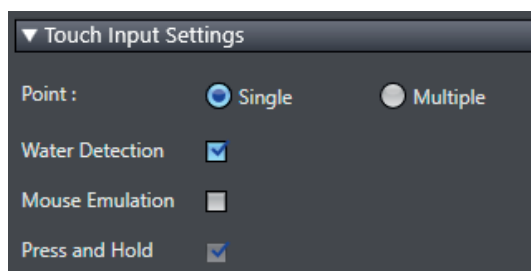 Touch Input Settings
Point : Single Multiple
Water Detection
Mouse Emulation
Press and Hold